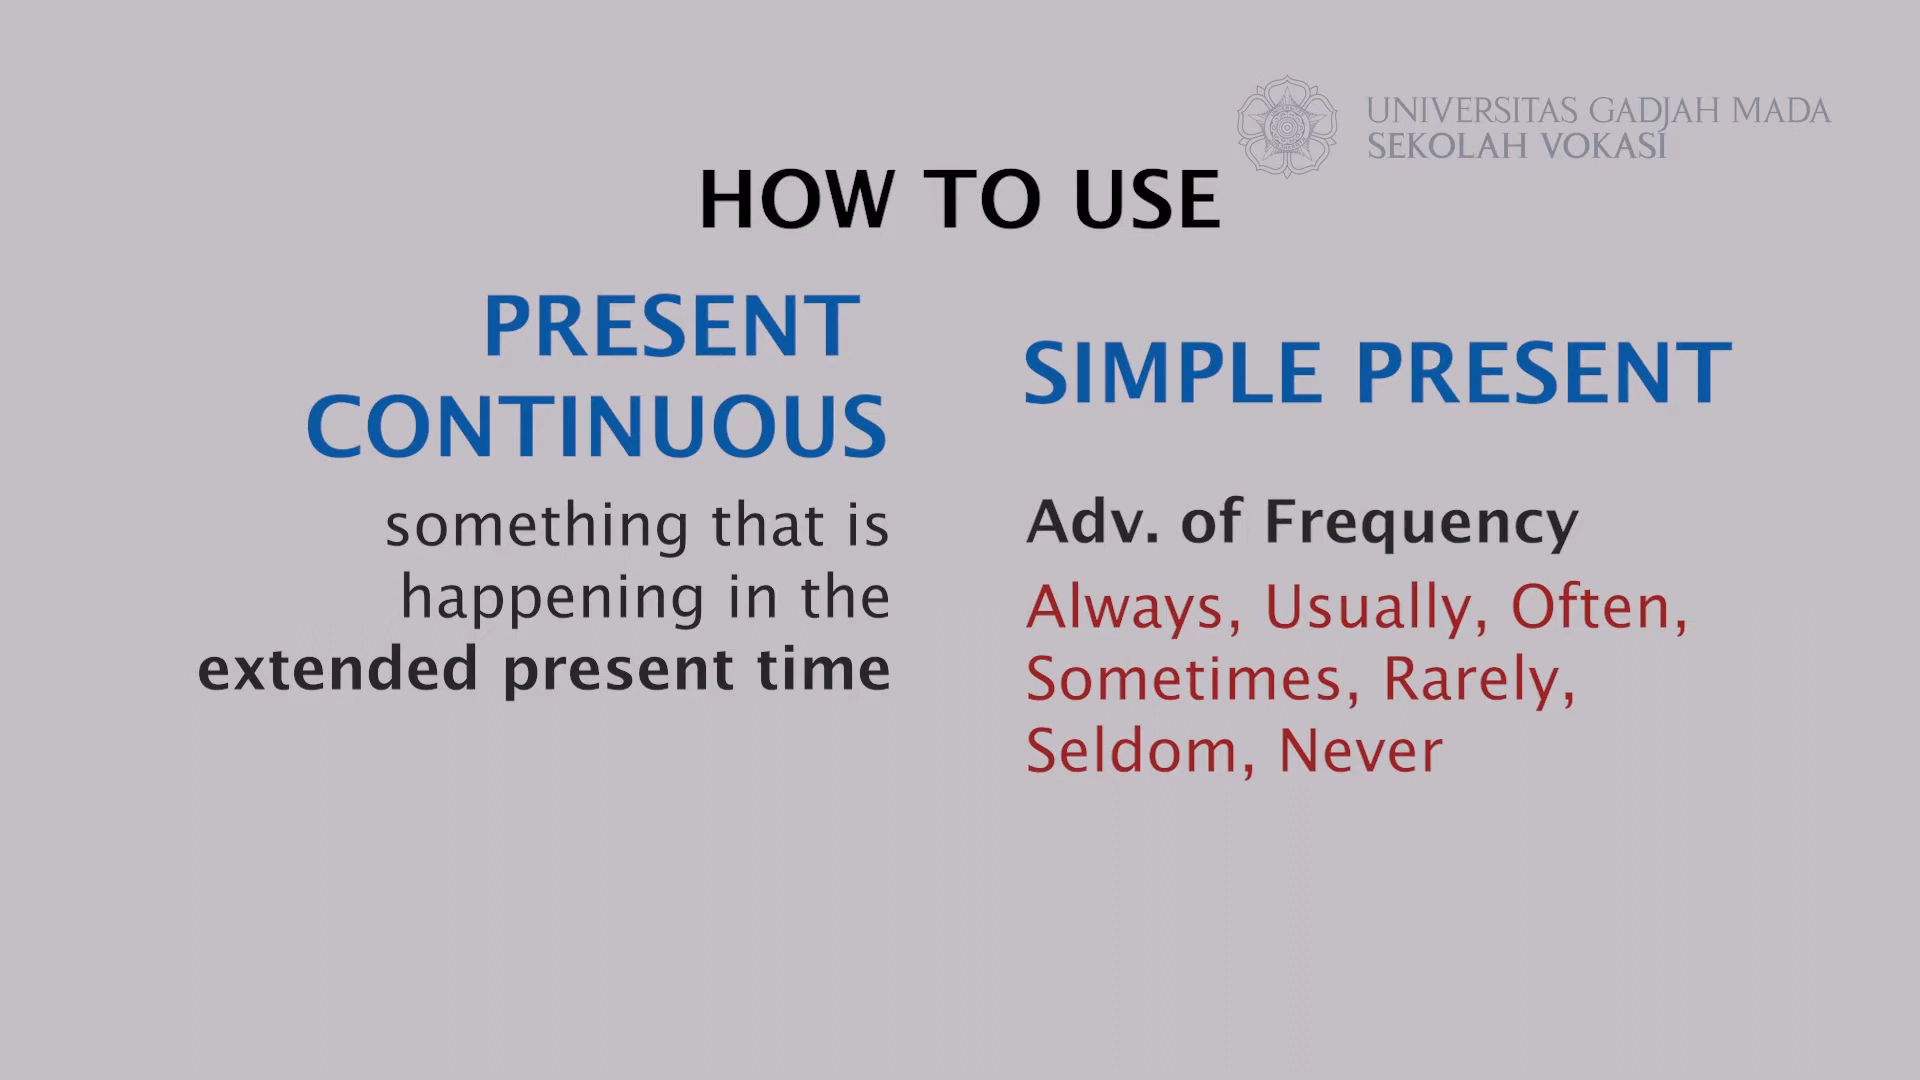 UNIVERSITAS GADJAH MADA
SEKOLAH VOKASI
HOW TO USE
PRESENT
CONTINUOUS
something that is
happening in the
extended present time
SIMPLE PRESENT
Adv. of Frequency
Always, Usually, Often,
Sometimes, Rarely,
Seldom, Never